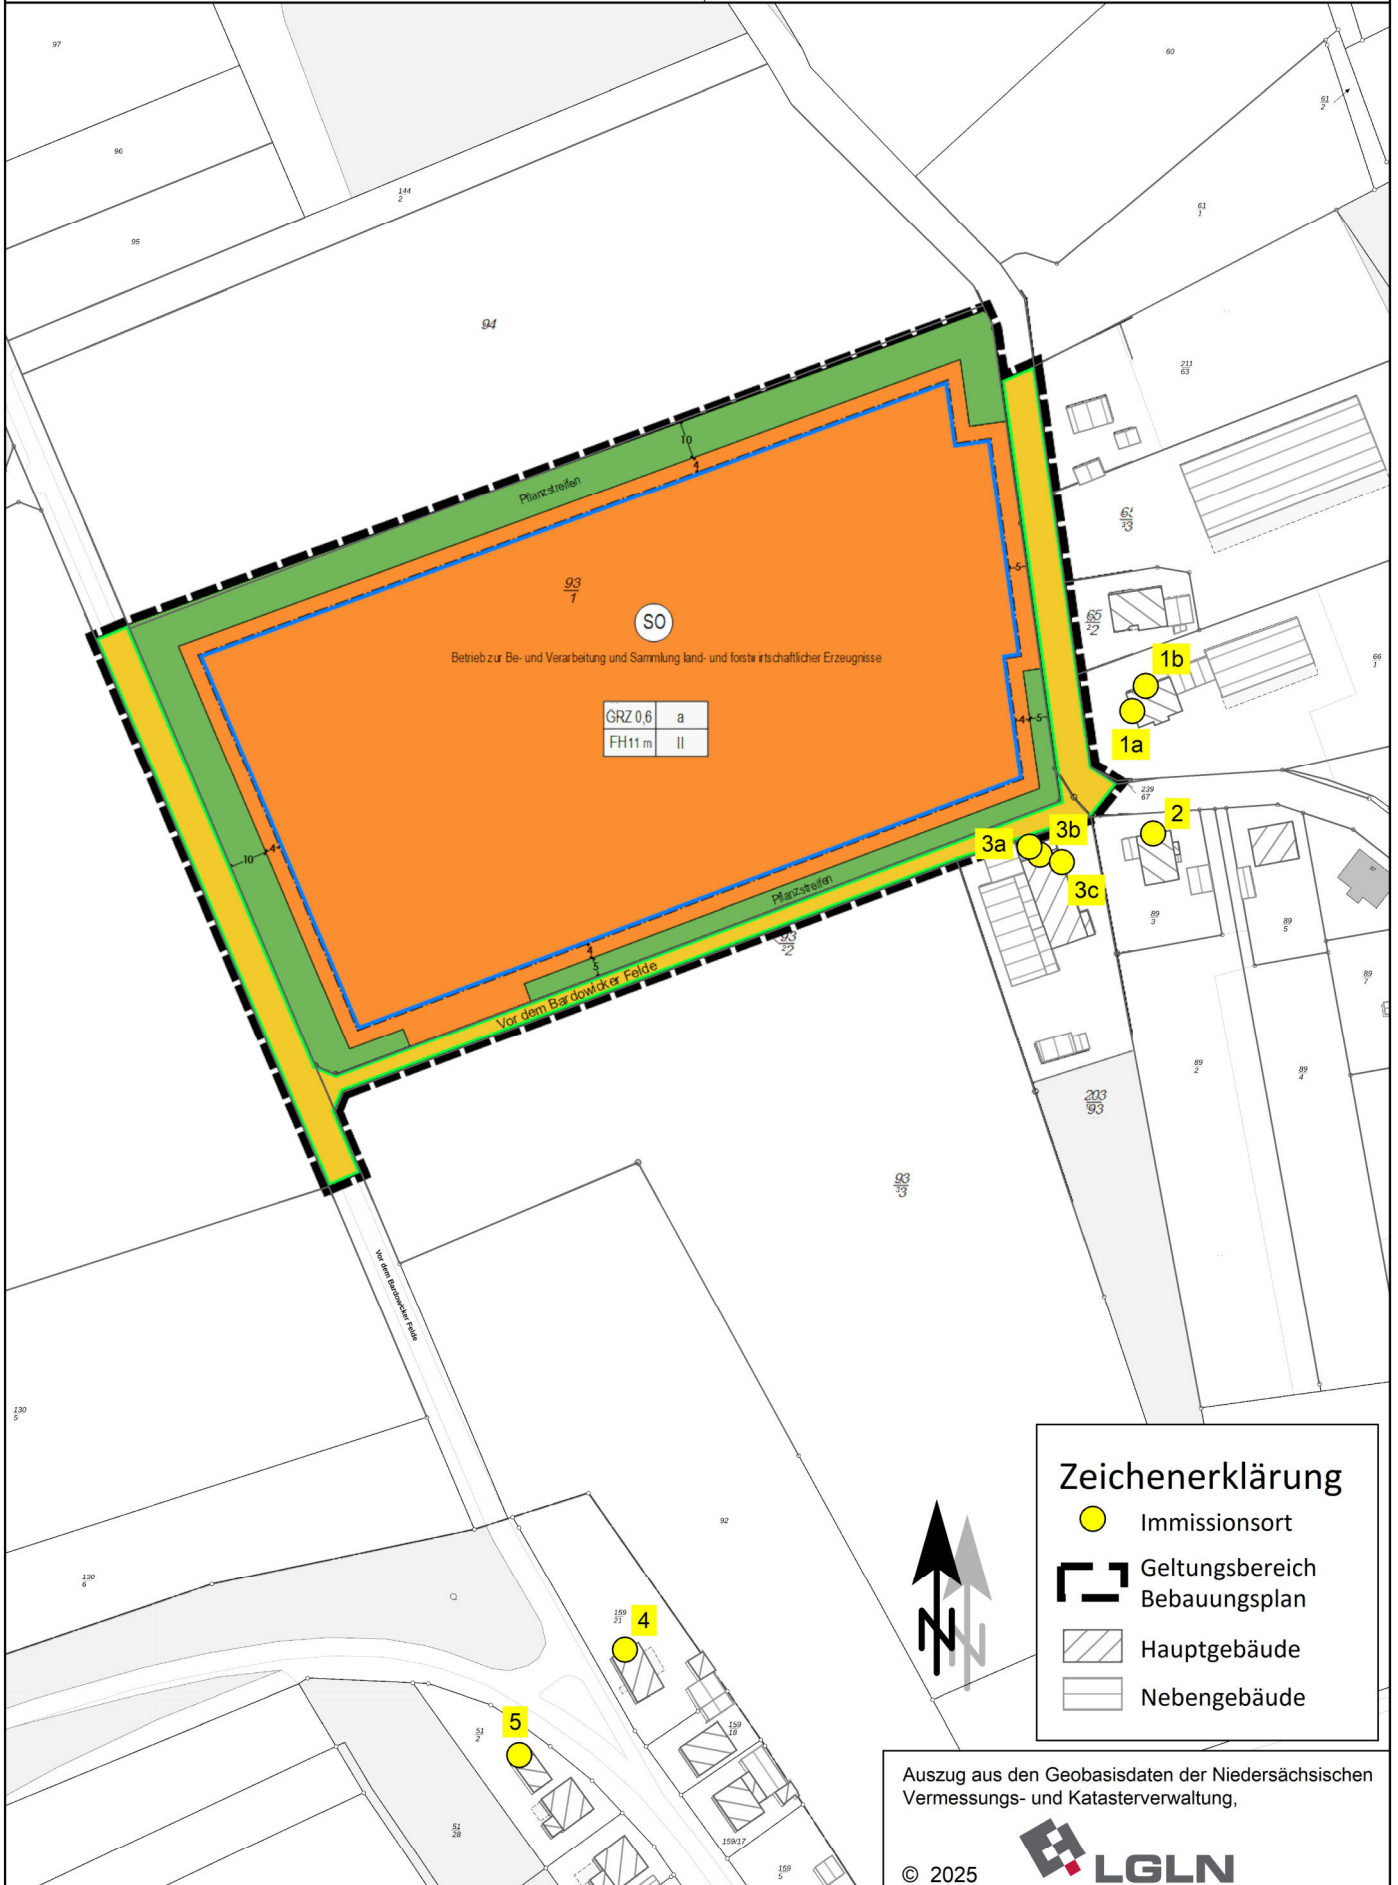 97
60
61
2
96
144
2
61
1
95
94
211
63
10
4
Pflanzstreifen
65
2
93
1
5
SO
Betrieb zur Be- und Verarbeitung und Sammlung land- und forstwirtschaftlicher Erzeugnisse
1b
66
1
GRZ 0,6 a
FH11 m II
4 5
1a
239
67
2
3b
3a
3c
10 4
Pflanzstreifen
89
3
89
5
93
4
5
Vor dem Bardowicker Felde
89
7
89
2
89
4
203
93
93
Vor dem Bardowicker Felde
130
5
Zeichenerklärung
Immissionsort
Geltungsbereich
Bebauungsplan
Hauptgebäude
Nebengebäude
92
N
130
6
159
21
4
5
51
2
159
18
51
28
159/17
159
5
Auszug aus den Geobasisdaten der Niedersächsischen
Vermessungs- und Katasterverwaltung,
© 2025
LGLN